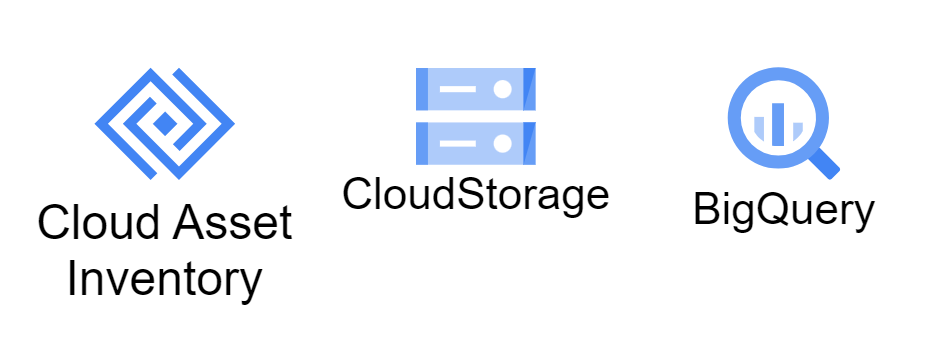 Cloud Asset
Inventory
CloudStorage
BigQuery